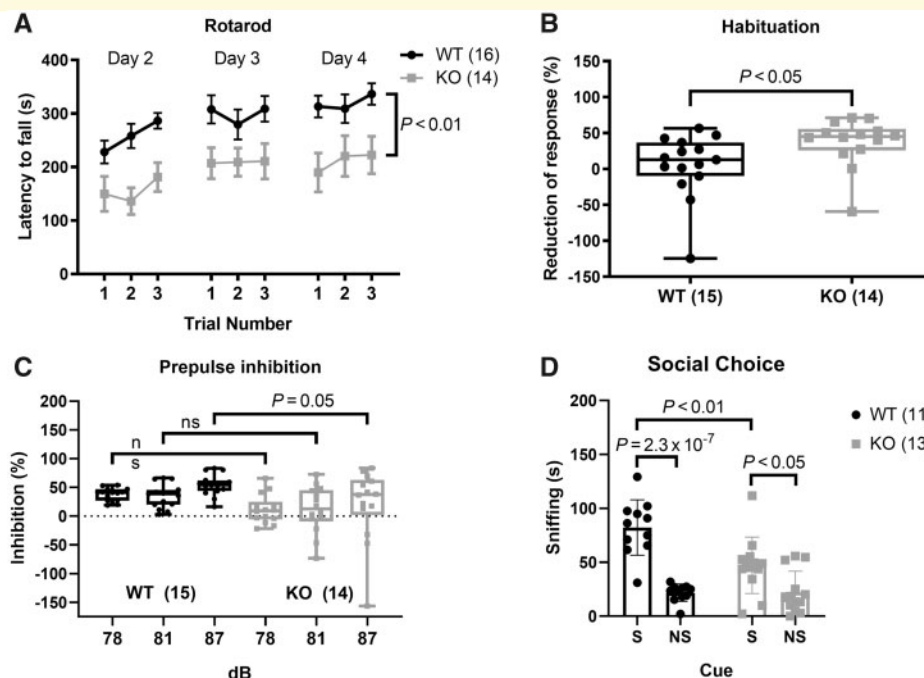 A
Rotarod
Latency to fall (s)
400
300
200
100
0
Day 2 Day 3 Day 4
WT (16)
KO (14)
P < 0.01
1 2 3 1 2 3 1 2 3
Trial Number
B
Habituation
Reduction of response (%)
150
100
50
0
-50
-100
-150
P < 0.05
WT (15) KO (14)
C
Prepulse inhibition
Inhibition (%)
200
150
100
50
0
-50
-100
-150
P = 0.05
ns
n
s
WT (15) KO (14)
78 81 87 78 81 87
dB
D
Social Choice
Sniffing (s)
200
150
100
50
0
P < 0.01
P = 2.3 x 10-7
P < 0.05
WT (11
KO (13
S NS S NS
Cue